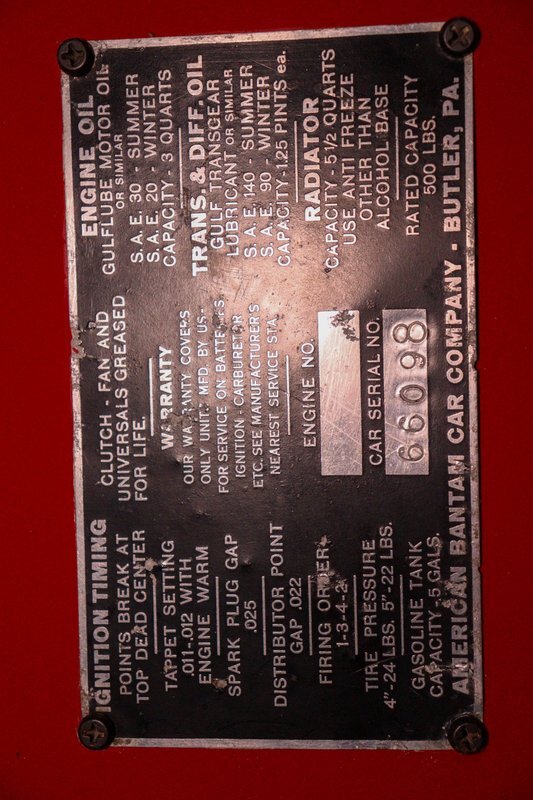 IGNITION TIMING
POINTS BREAK AT
TOP DEAD CENTER
TAPPET SETTING
.011-.012 WITH
ENGINE WARM
SPARK PLUG GAP
.025
DISTRIBUTOR POINT
GAP .022
FIRING ORDER
1-3-4-2
TIRE PRESSURE
4"-24 LBS. 5"-22 LBS.
GASOLINE TANK
CAPACITY, 5 GALS.
CLUTCH - FAN AND
UNIVERSALS GREASED
FOR LIFE.
WARRANTY
OUR WARRANTY COVERS
ONLY UNITS MFD. BY US.-
FOR SERVICE ON BATTERIES
IGNITION - CARBURETOR
ETC. SEE MANUFACTURER'S
NEAREST SERVICE STA.
ENGINE NO.
CAR SERIAL NO.
66098
ENGINE OIL
GULFLUBE MOTOR OIL
OR SIMILAR
S.A.E. 30 - SUMMER
S.A.E. 20 - WINTER
CAPACITY - 3 QUARTS
TRANS. & DIFF. OIL
GULF TRANSGEAR
LUBRICANT OR SIMILAR
S.A.E. 140 - SUMMER
S.A.E. 90 - WINTER
CAPACITY-1.25 PINTS ea.
RADIATOR
CAPACITY - 5 1/2 QUARTS
USE ANTI FREEZE
OTHER THAN
ALCOHOL BASE
RATED CAPACITY
500 LBS.
AMERICAN BANTAM CAR COMPANY - BUTLER, PA.